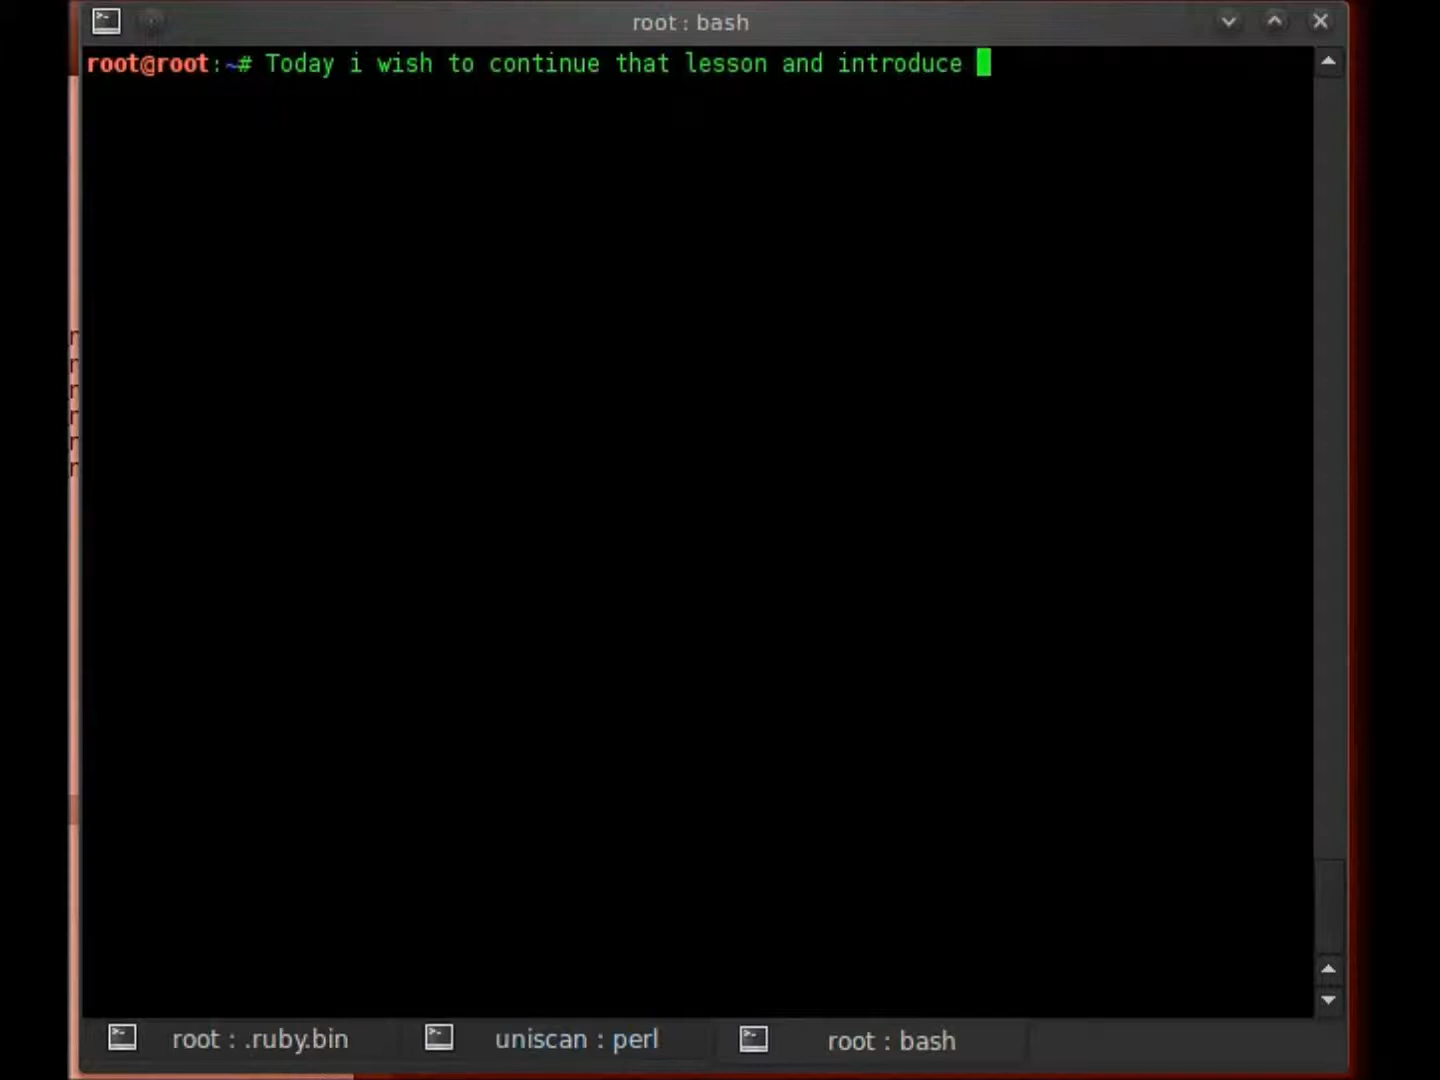 root : bash
root@root:~# Today i wish to continue that lesson and introduce
r
r
r
r
r
r
root : .ruby.bin
uniscan : perl
root : bash